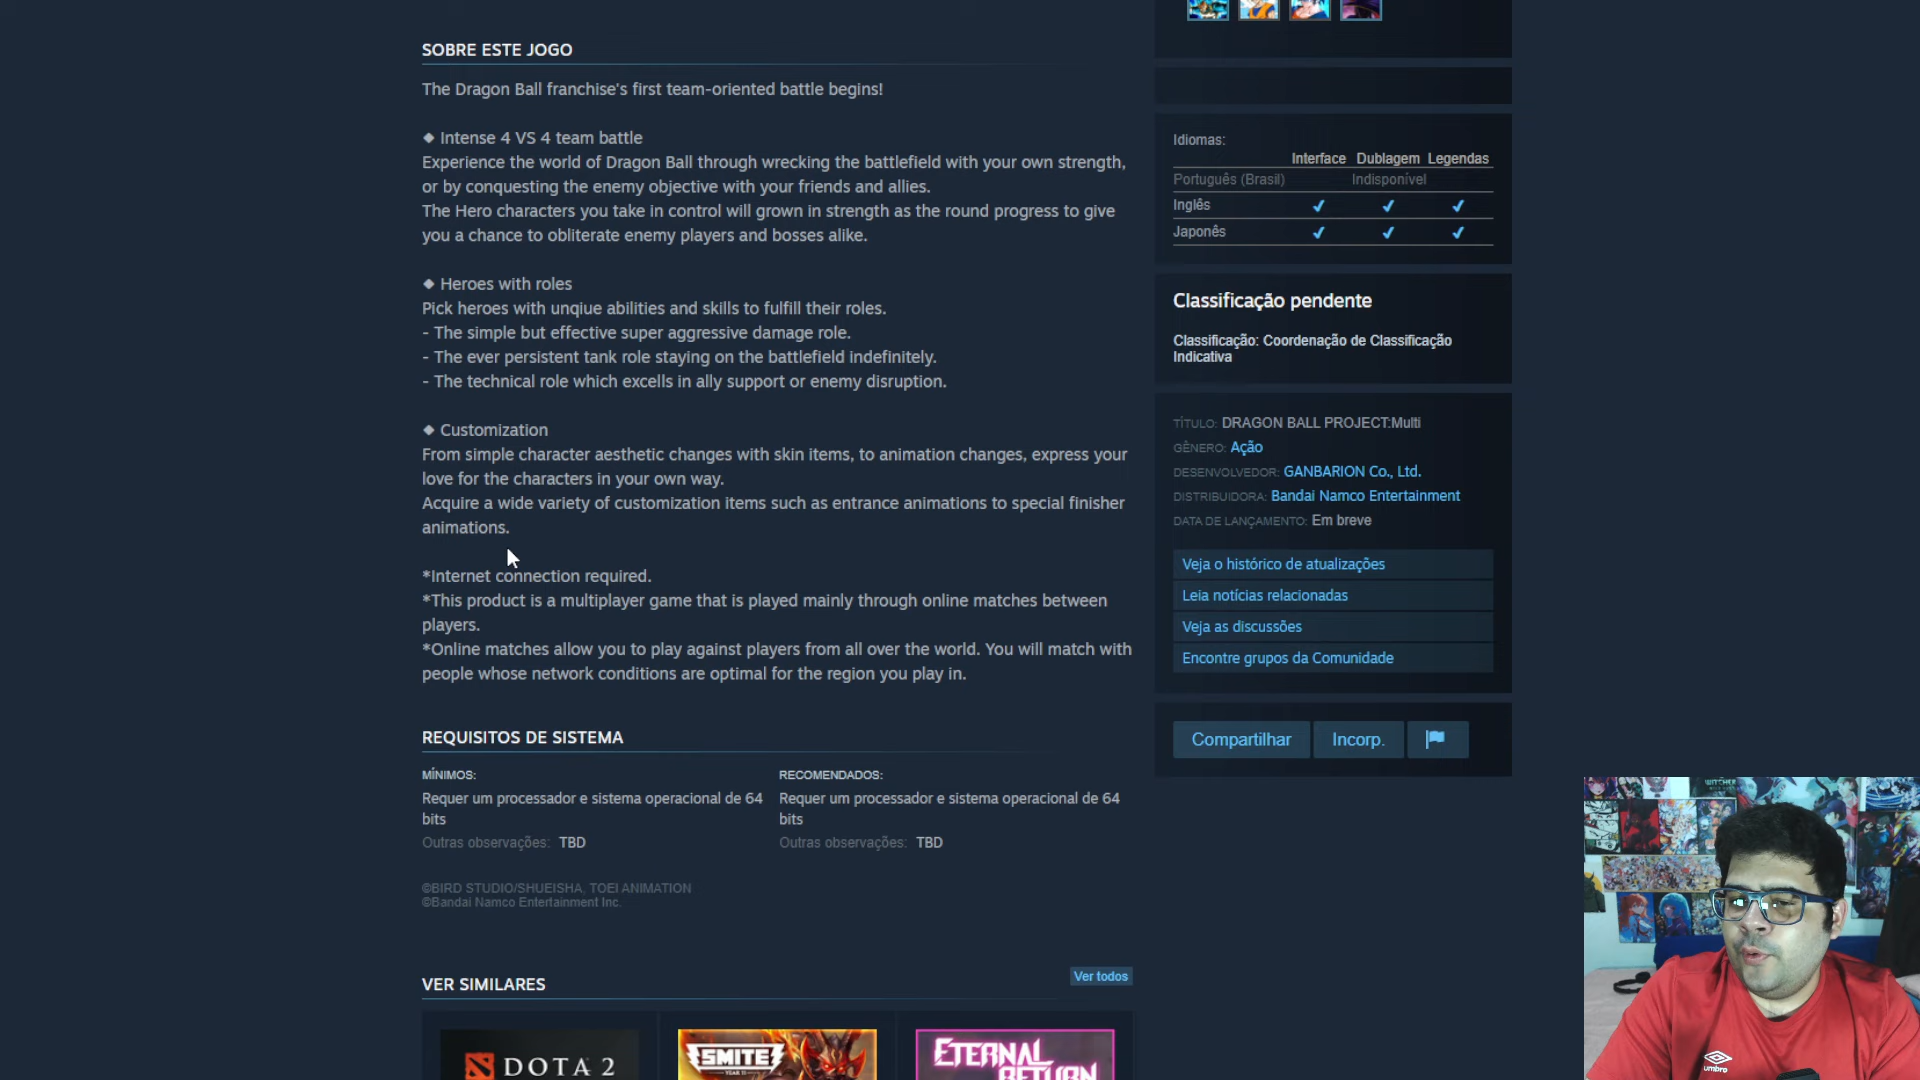 SOBRE ESTE JOGO
The Dragon Ball franchise's first team-oriented battle begins!
◆ Intense 4 VS 4 team battle
Experience the world of Dragon Ball through wrecking the battlefield with your own strength,
or by conquesting the enemy objective with your friends and allies.
The Hero characters you take in control will grown in strength as the round progress to give
you a chance to obliterate enemy players and bosses alike.
◆ Heroes with roles
Pick heroes with unqiue abilities and skills to fulfill their roles.
- The simple but effective super aggressive damage role.
- The ever persistent tank role staying on the battlefield indefinitely.
- The technical role which excells in ally support or enemy disruption.
◆ Customization
From simple character aesthetic changes with skin items, to animation changes, express your
love for the characters in your own way.
Acquire a wide variety of customization items such as entrance animations to special finisher
animations.
*Internet connection required.
*This product is a multiplayer game that is played mainly through online matches between
players.
*Online matches allow you to play against players from all over the world. You will match with
people whose network conditions are optimal for the region you play in.
REQUISITOS DE SISTEMA
MÍNIMOS:
Requer um processador e sistema operacional de 64
bits
Outras observações: TBD
RECOMENDADOS:
Requer um processador e sistema operacional de 64
bits
Outras observações: TBD
©BIRD STUDIO/SHUEISHA, TOEI ANIMATION
©Bandai Namco Entertainment Inc.
VER SIMILARES
Ver todos
DOTA 2
SMITE
YEAR 11
ETERNAL
RETURN
Idiomas:
Interface Dublagem Legendas
Português (Brasil) Indisponível
Inglês ✔ ✔ ✔
Japonês ✔ ✔ ✔
Classificação pendente
Classificação: Coordenação de Classificação
Indicativa
TÍTULO: DRAGON BALL PROJECT:Multi
GÊNERO: Ação
DESENVOLVEDOR: GANBARION Co., Ltd.
DISTRIBUIDORA: Bandai Namco Entertainment
DATA DE LANÇAMENTO: Em breve
Veja o histórico de atualizações
Leia notícias relacionadas
Veja as discussões
Encontre grupos da Comunidade
Compartilhar Incorp.
WITCHER
umbro